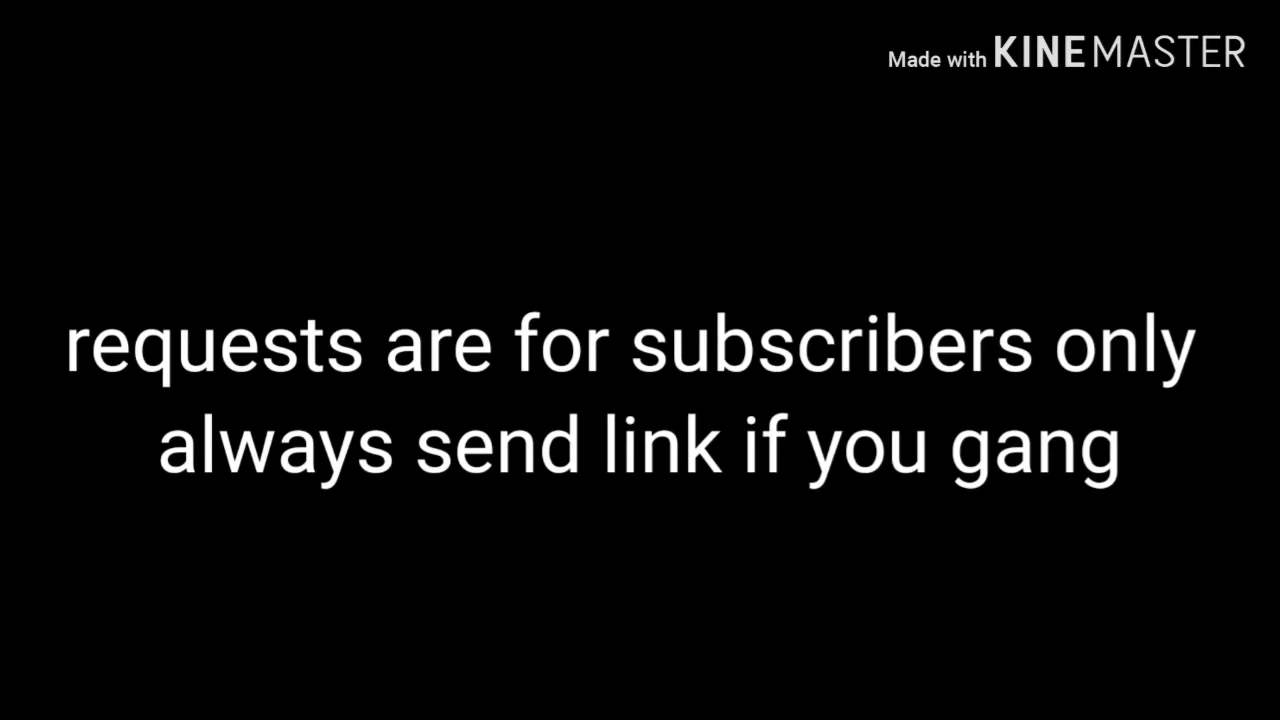 Made with KINEMASTER
requests are for subscribers only
always send link if you gang